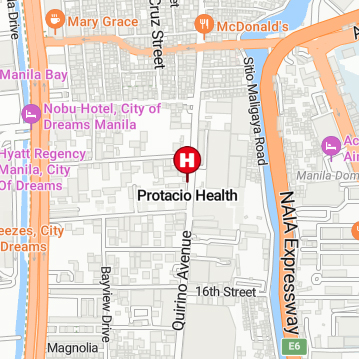 Mary Grace
McDonald's
Drive
Cruz Street
Manila Bay
Nobu Hotel, City of
Dreams Manila
Sitio Maligaya Road
Hyatt Regency
Manila, City
Of Dreams
H
Protacio Health
Manila Dom
NAIA Expressway
eezes, City
Dreams
Quirino Avenue
Bayview Drive
16th Street
Magnolia
E6